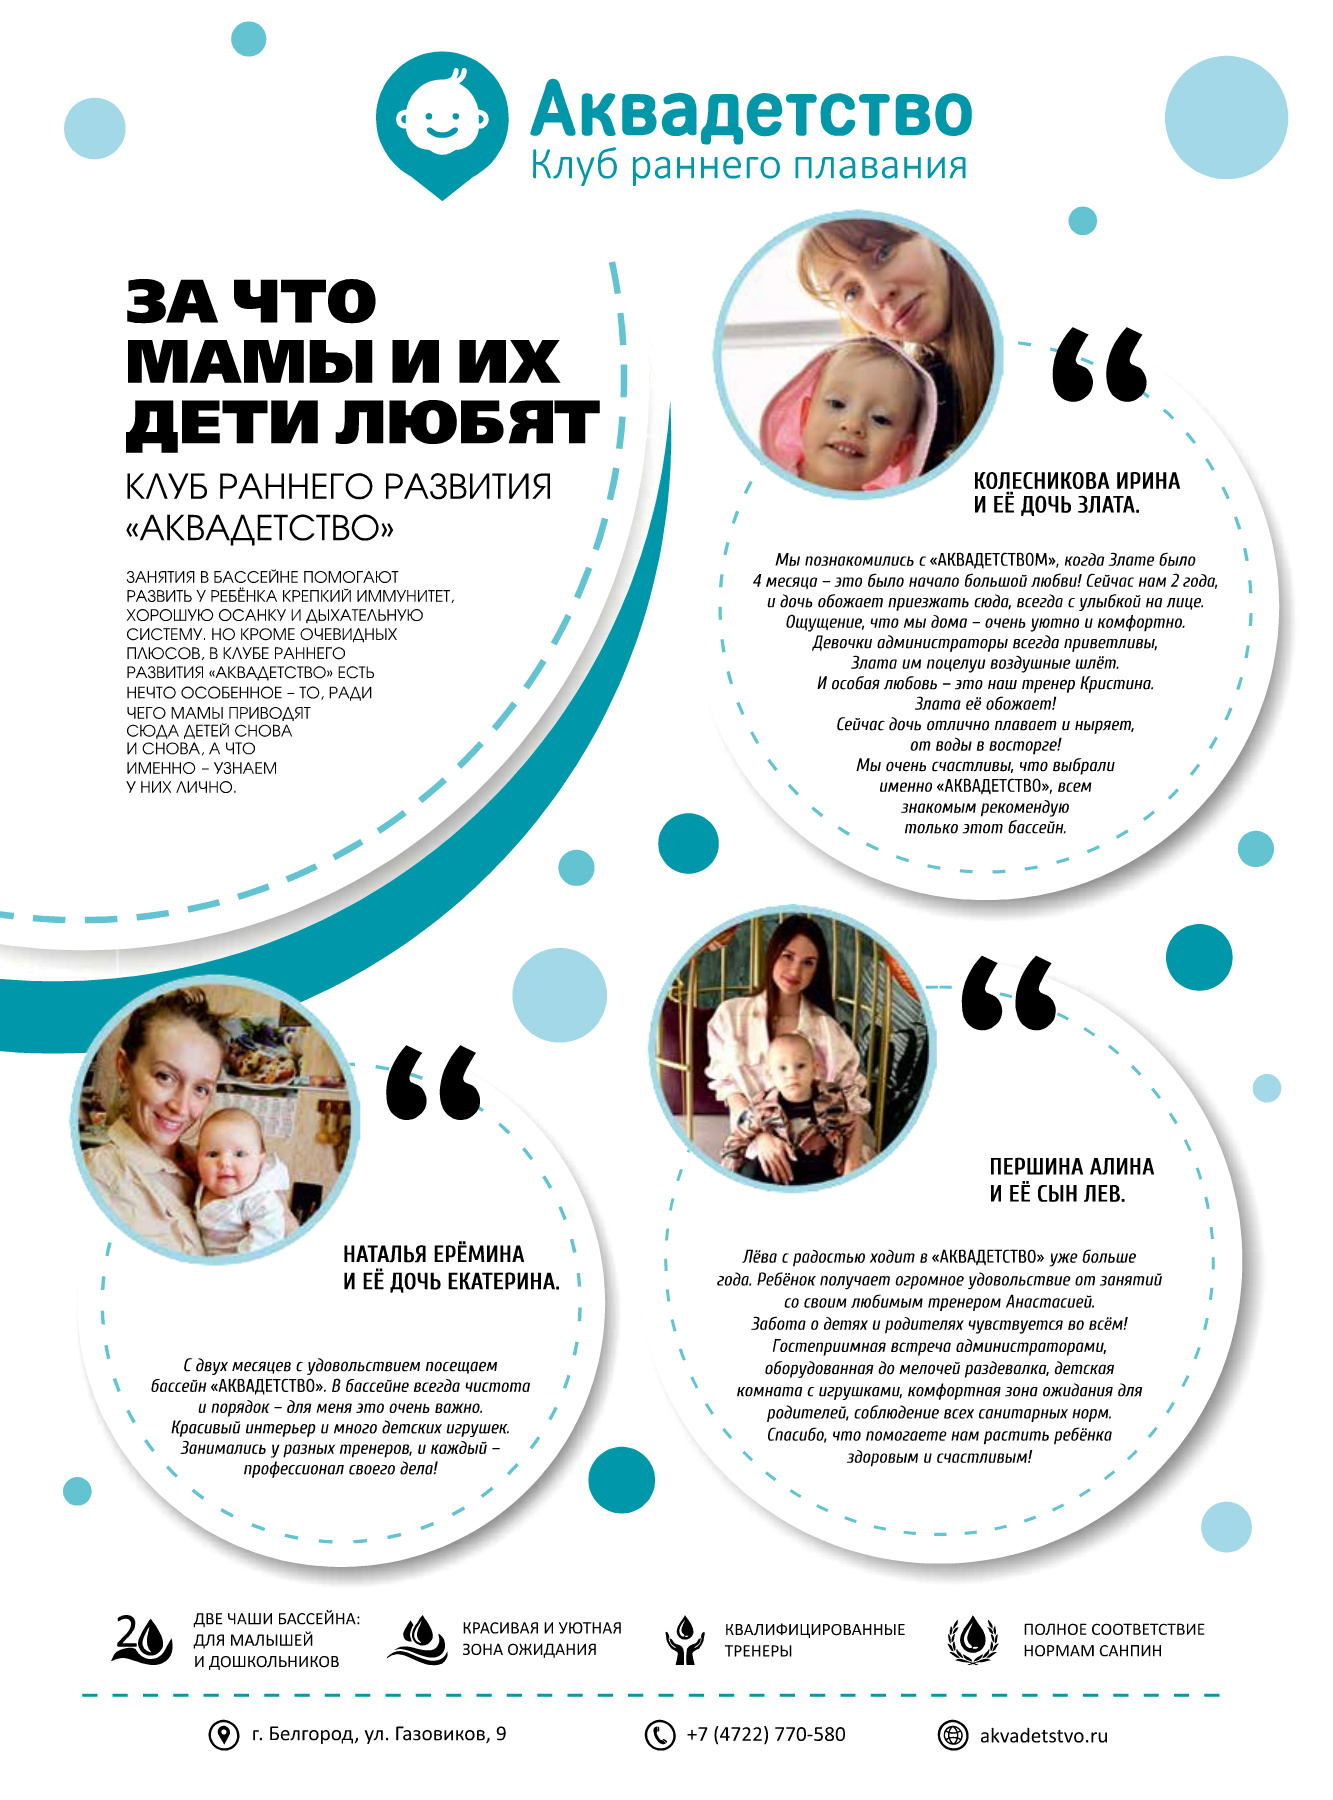 Аквадетство
Клуб раннего плавания
ЗА ЧТО
МАМЫ И ИХ
ДЕТИ ЛЮБЯТ
КЛУБ РАННЕГО РАЗВИТИЯ
«АКВАДЕТСТВО»
ЗАНЯТИЯ В БАССЕЙНЕ ПОМОГАЮТ
РАЗВИТЬ У РЕБЁНКА КРЕПКИЙ ИММУНИТЕТ,
ХОРОШУЮ ОСАНКУ И ДЫХАТЕЛЬНУЮ
СИСТЕМУ. НО КРОМЕ ОЧЕВИДНЫХ
ПЛЮСОВ, В КЛУБЕ РАННЕГО
РАЗВИТИЯ «АКВАДЕТСТВО» ЕСТЬ
НЕЧТО ОСОБЕННОЕ – ТО, РАДИ
ЧЕГО МАМЫ ПРИВОДЯТ
СЮДА ДЕТЕЙ СНОВА
И СНОВА, А ЧТО
ИМЕННО – УЗНАЕМ
У НИХ ЛИЧНО.
“
КОЛЕСНИКОВА ИРИНА
И ЕЁ ДОЧЬ ЗЛАТА.
Мы познакомились с «АКВАДЕТСТВОМ», когда Злате было
4 месяца – это было начало большой любви! Сейчас нам 2 года,
и дочь обожает приезжать сюда, всегда с улыбкой на лице.
Ощущение, что мы дома – очень уютно и комфортно.
Девочки администраторы всегда приветливы,
Злата им поцелуи воздушные шлёт.
И особая любовь – это наш тренер Кристина.
Злата её обожает!
Сейчас дочь отлично плавает и ныряет,
от воды в восторге!
Мы очень счастливы, что выбрали
именно «АКВАДЕТСТВО», всем
знакомым рекомендую
только этот бассейн.
“
НАТАЛЬЯ ЕРЁМИНА
И ЕЁ ДОЧЬ ЕКАТЕРИНА.
С двух месяцев с удовольствием посещаем
бассейн «АКВАДЕТСТВО». В бассейне всегда чистота
и порядок – для меня это очень важно.
Красивый интерьер и много детских игрушек.
Занимались у разных тренеров, и каждый –
профессионал своего дела!
“
ПЕРШИНА АЛИНА
И ЕЁ СЫН ЛЕВ.
Лёва с радостью ходит в «АКВАДЕТСТВО» уже больше
года. Ребёнок получает огромное удовольствие от занятий
со своим любимым тренером Анастасией.
Забота о детях и родителях чувствуется во всём!
Гостеприимная встреча администраторами,
оборудованная до мелочей раздевалка, детская
комната с игрушками, комфортная зона ожидания для
родителей, соблюдение всех санитарных норм.
Спасибо, что помогаете нам растить ребёнка
здоровым и счастливым!
2
ДВЕ ЧАШИ БАССЕЙНА:
ДЛЯ МАЛЫШЕЙ
И ДОШКОЛЬНИКОВ
КРАСИВАЯ И УЮТНАЯ
ЗОНА ОЖИДАНИЯ
КВАЛИФИЦИРОВАННЫЕ
ТРЕНЕРЫ
ПОЛНОЕ СООТВЕТСТВИЕ
НОРМАМ САНПИН
г. Белгород, ул. Газовиков, 9
+7 (4722) 770-580
akvadetstvo.ru